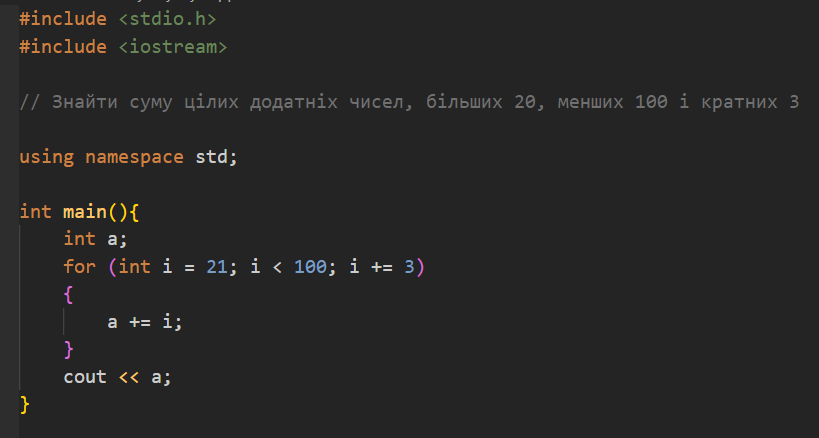 #include <stdio.h>
#include <iostream>
// Знайти суму цілих додатніх чисел, більших 20, менших 100 і кратних 3
using namespace std;
int main(){
int a;
for (int i = 21; i < 100; i += 3)
{
a += i;
}
cout << a;
}